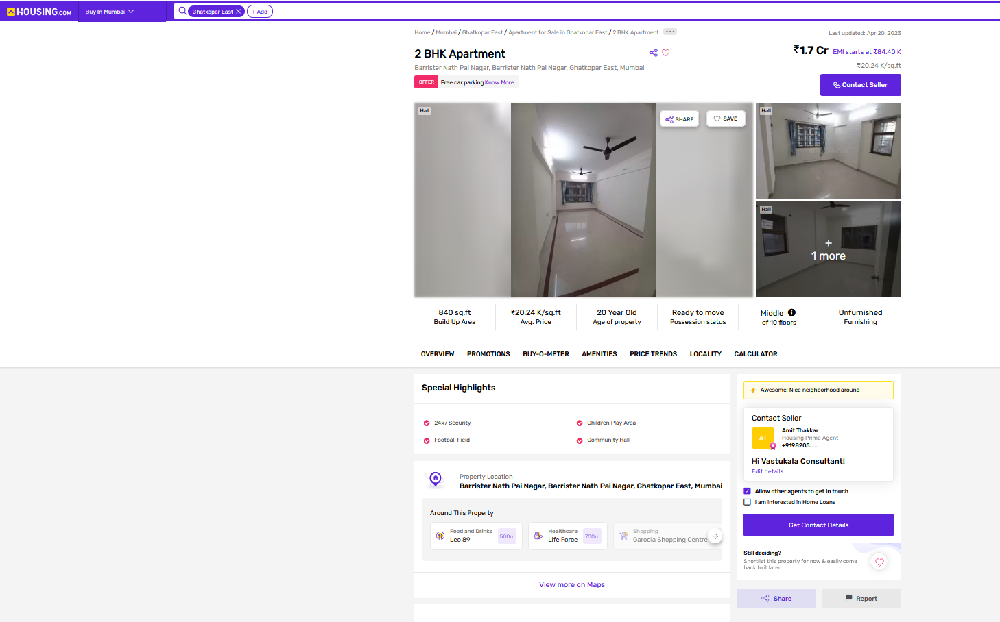 HOUSING.COM
Buy In Mumbai
Ghatkopar East
+ Add
Home / Mumbai / Ghatkopar East / Apartment for Sale in Ghatkopar East / 2 BHK Apartment
Last updated: Apr 20, 2023
2 BHK Apartment
₹1.7 Cr EMI starts at ₹84.40 K
Barrister Nath Pai Nagar, Barrister Nath Pai Nagar, Ghatkopar East, Mumbai
₹20.24 K/sq.ft
OFFER Free car parking Know More
Contact Seller
Hall
SHARE
SAVE
Hall
Hall
+
1 more
840 sq.ft
Build Up Area
₹20.24 K/sq.ft
Avg. Price
20 Year Old
Age of property
Ready to move
Possession status
Middle
of 10 floors
Unfurnished
Furnishing
OVERVIEW PROMOTIONS BUY-O-METER AMENITIES PRICE TRENDS LOCALITY CALCULATOR
Special Highlights
24x7 Security
Children Play Area
Football Field
Community Hall
Property Location
Barrister Nath Pai Nagar, Barrister Nath Pai Nagar, Ghatkopar East, Mumbai
Around This Property
Food and Drinks
Leo 89
500m
Healthcare
Life Force
700m
Shopping
Garodia Shopping Centre
View more on Maps
Awesome! Nice neighborhood around
Contact Seller
AT
Amit Thakkar
Housing Prime Agent
+9198205.....
Hi Vastukala Consultant!
Edit details
Allow other agents to get in touch
I am interested in Home Loans
Get Contact Details
Still deciding?
Shortlist this property for now & easily come
back to it later.
Share
Report